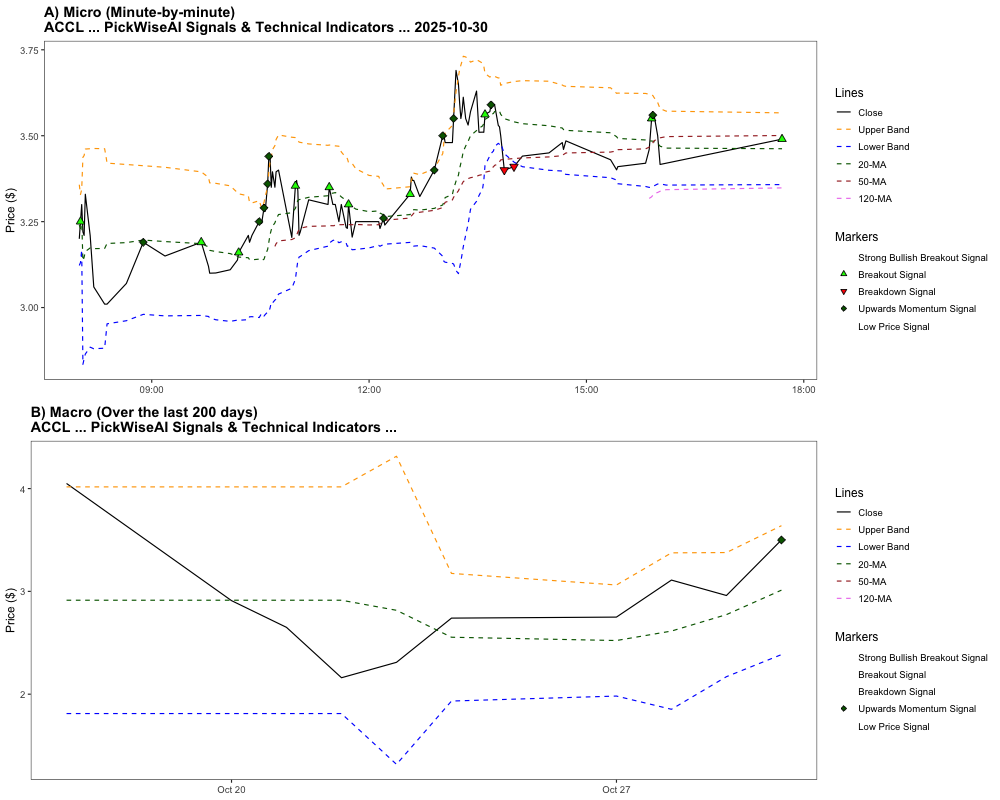 A) Micro (Minute-by-minute)
ACCL ... PickWiseAI Signals & Technical Indicators ... 2025-10-30
Price ($)
3.75
3.50
3.25
3.00
09:00
12:00
15:00
18:00
Lines
Close
Upper Band
Lower Band
20-MA
50-MA
120-MA
Markers
Strong Bullish Breakout Signal
Breakout Signal
Breakdown Signal
Upwards Momentum Signal
Low Price Signal
B) Macro (Over the last 200 days)
ACCL ... PickWiseAI Signals & Technical Indicators ...
Price ($)
4
3
2
Oct 20
Oct 27
Lines
Close
Upper Band
Lower Band
20-MA
50-MA
120-MA
Markers
Strong Bullish Breakout Signal
Breakout Signal
Breakdown Signal
Upwards Momentum Signal
Low Price Signal